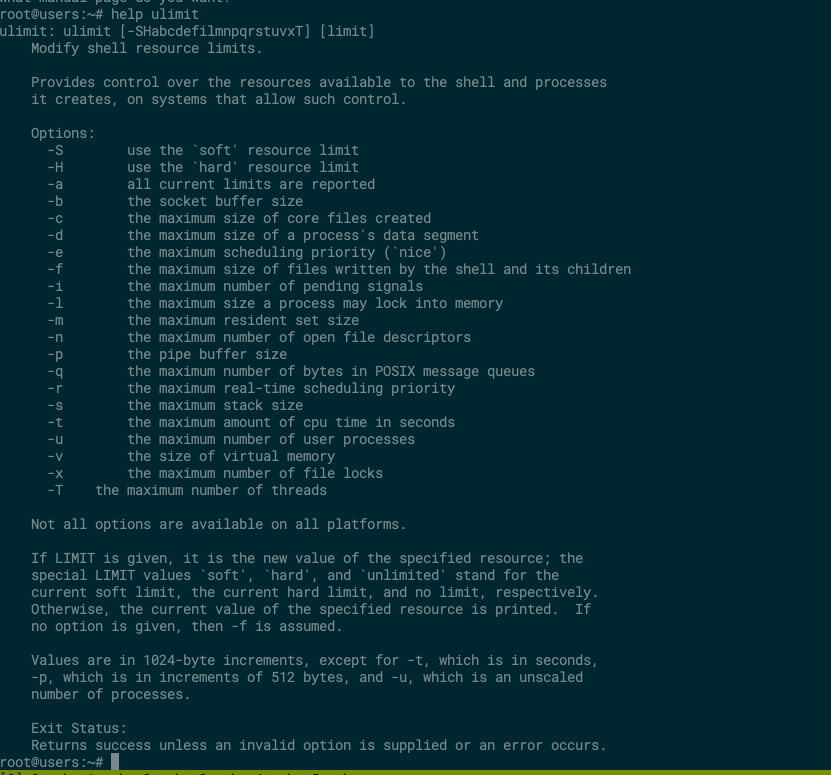 root@users:~# help ulimit
ulimit: ulimit [-SHabcdefilmnpqrstuvxT] [limit]
    Modify shell resource limits.

    Provides control over the resources available to the shell and processes
    it creates, on systems that allow such control.

    Options:
      -S        use the `soft' resource limit
      -H        use the `hard' resource limit
      -a        all current limits are reported
      -b        the socket buffer size
      -c        the maximum size of core files created
      -d        the maximum size of a process's data segment
      -e        the maximum scheduling priority (`nice')
      -f        the maximum size of files written by the shell and its children
      -i        the maximum number of pending signals
      -l        the maximum size a process may lock into memory
      -m        the maximum resident set size
      -n        the maximum number of open file descriptors
      -p        the pipe buffer size
      -q        the maximum number of bytes in POSIX message queues
      -r        the maximum real-time scheduling priority
      -s        the maximum stack size
      -t        the maximum amount of cpu time in seconds
      -u        the maximum number of user processes
      -v        the size of virtual memory
      -x        the maximum number of file locks
      -T    the maximum number of threads

    Not all options are available on all platforms.

    If LIMIT is given, it is the new value of the specified resource; the
    special LIMIT values `soft', `hard', and `unlimited' stand for the
    current soft limit, the current hard limit, and no limit, respectively.
    Otherwise, the current value of the specified resource is printed.  If
    no option is given, then -f is assumed.

    Values are in 1024-byte increments, except for -t, which is in seconds,
    -p, which is in increments of 512 bytes, and -u, which is an unscaled
    number of processes.

    Exit Status:
    Returns success unless an invalid option is supplied or an error occurs.
root@users:~#